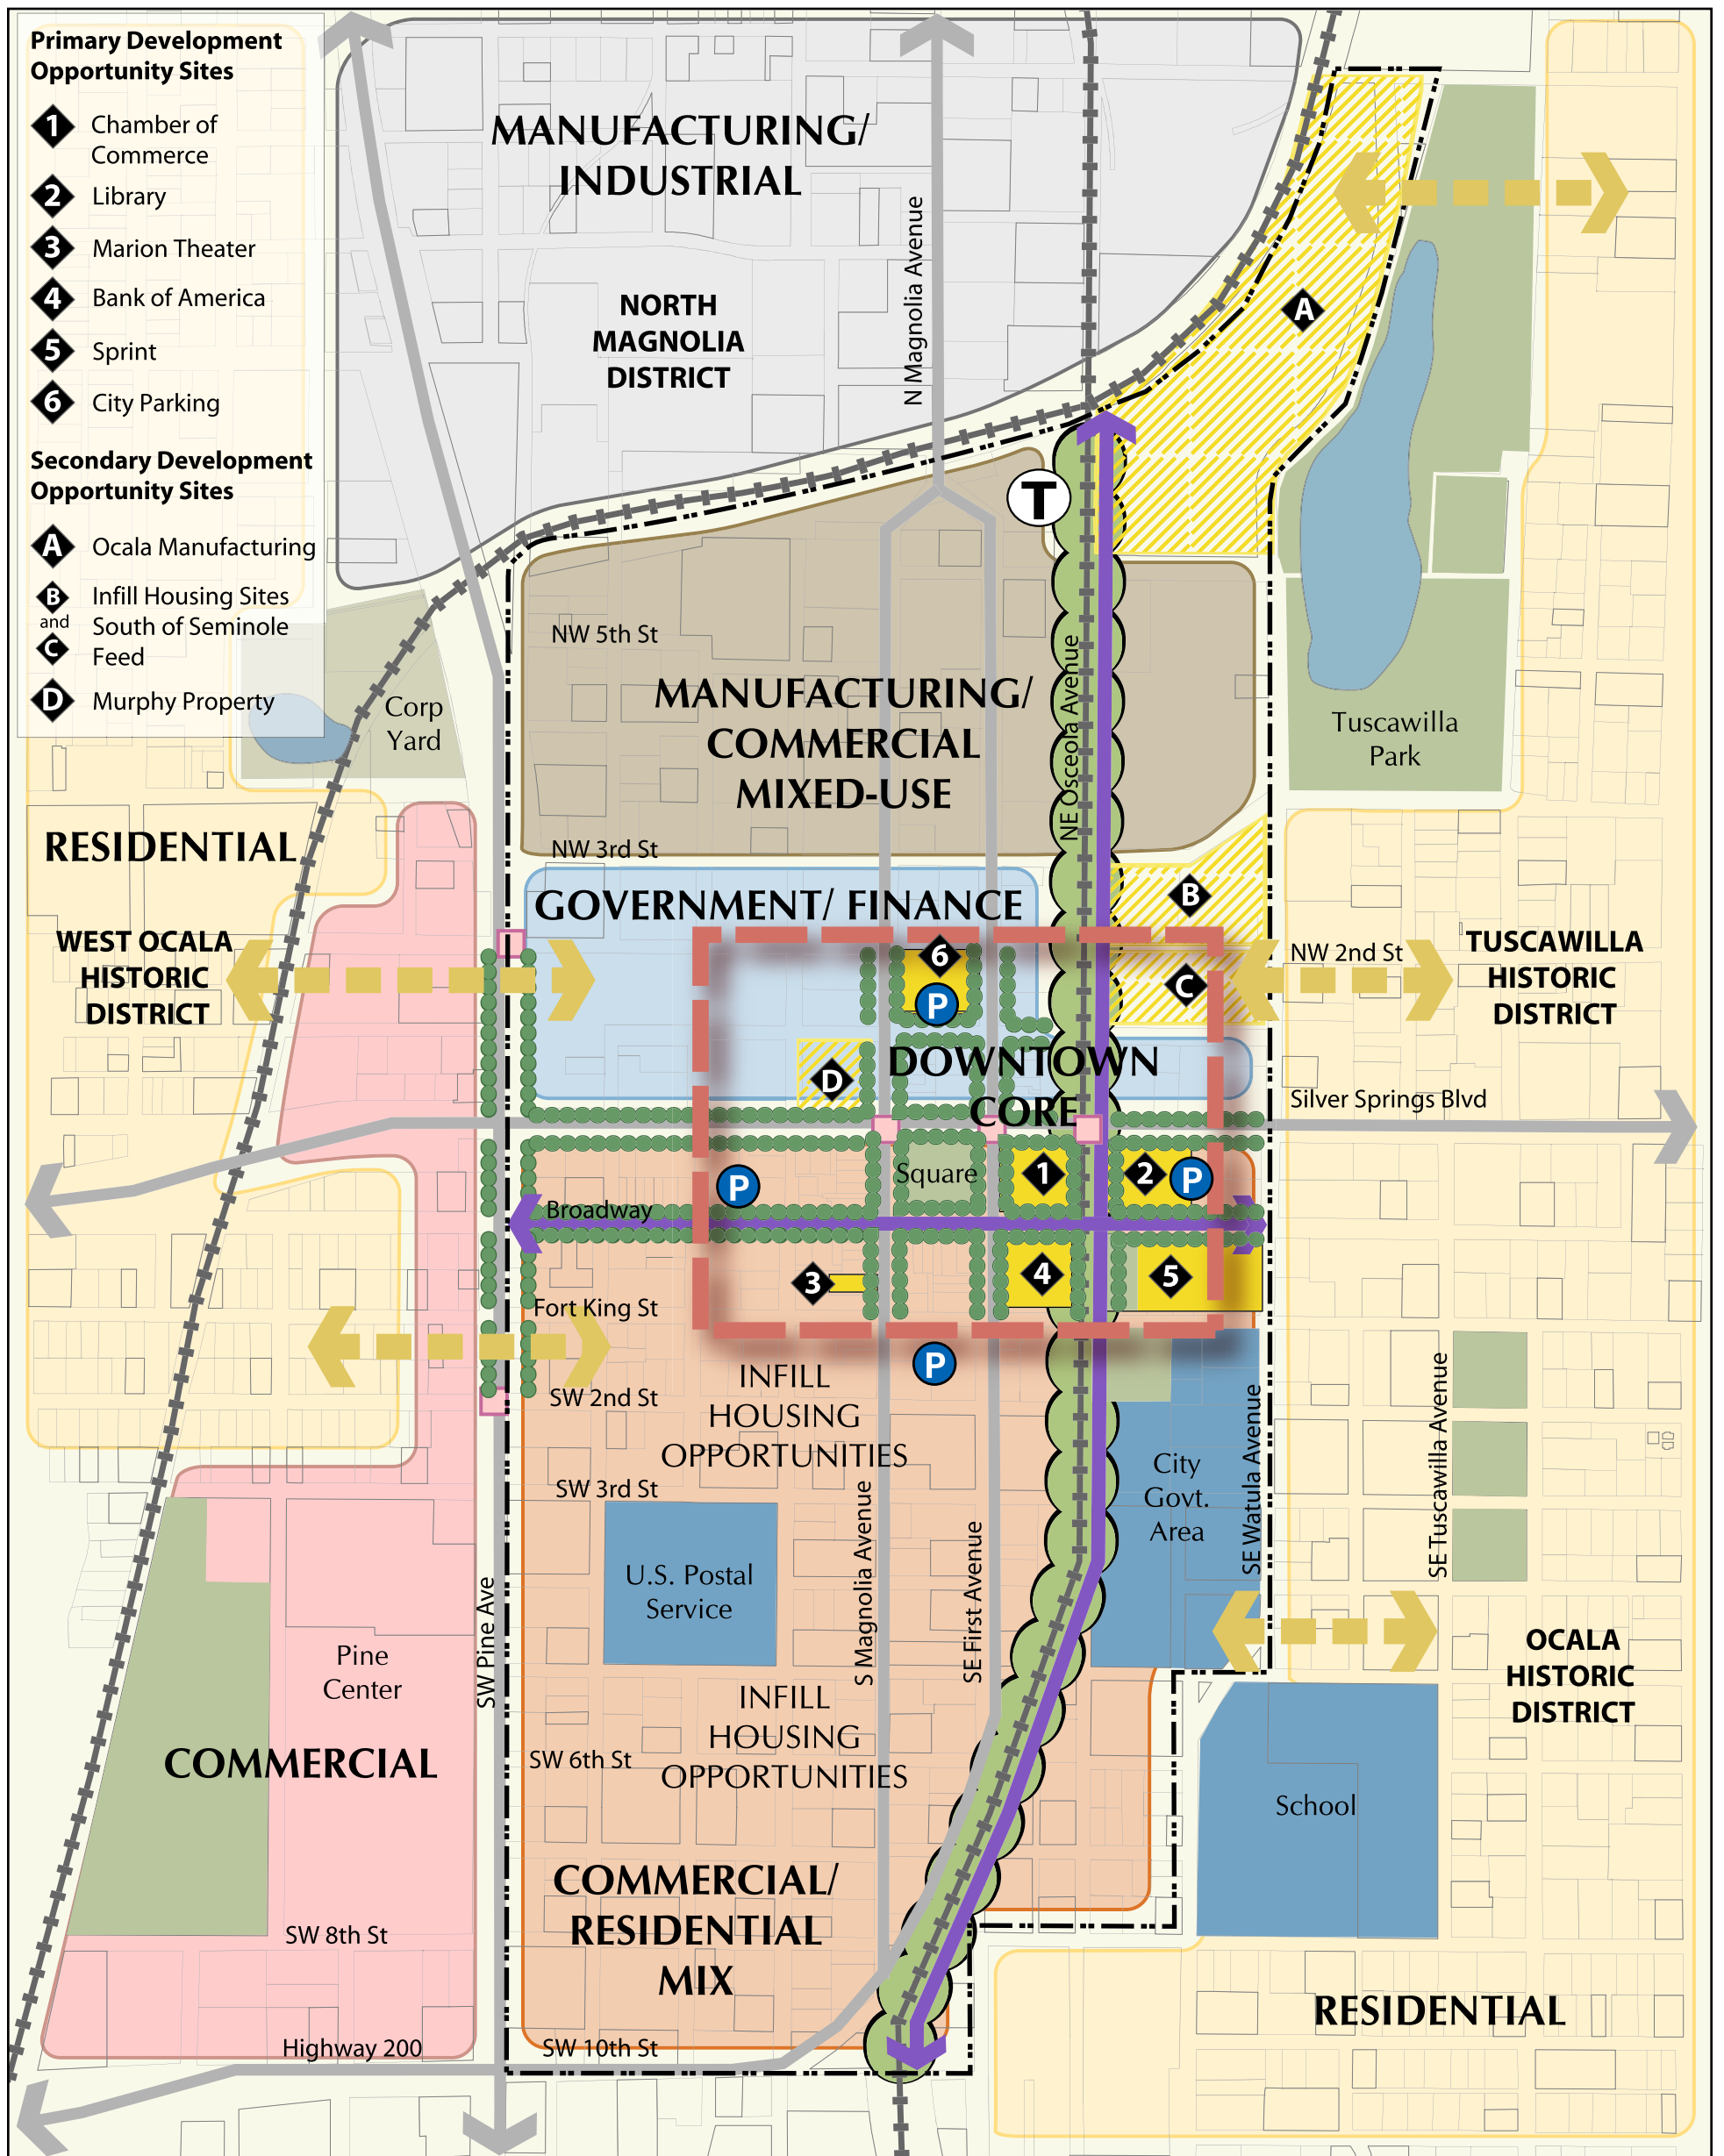 Primary Development
Opportunity Sites
1 Chamber of
Commerce
2 Library
3 Marion Theater
4 Bank of America
5 Sprint
6 City Parking
Secondary Development
Opportunity Sites
A Ocala Manufacturing
B Infill Housing Sites
and South of Seminole
C Feed
D Murphy Property
MANUFACTURING/
INDUSTRIAL
NORTH
MAGNOLIA
DISTRICT
N Magnolia Avenue
A
T
NW 5th St
Corp
Yard
MANUFACTURING/
COMMERCIAL
MIXED-USE
NE Osceola Avenue
Tuscawilla
Park
RESIDENTIAL
NW 3rd St
GOVERNMENT/ FINANCE
B
WEST OCALA
HISTORIC
DISTRICT
6
P
C
NW 2nd St
TUSCAWILLA
HISTORIC
DISTRICT
D
DOWNTOWN
CORE
Silver Springs Blvd
P
Square
1
2
P
Broadway
3
4
5
Fort King St
P
INFILL
HOUSING
OPPORTUNITIES
SW 2nd St
SW 3rd St
City
Govt.
Area
SE Watula Avenue
SE Tuscawilla Avenue
U.S. Postal
Service
S Magnolia Avenue
SE First Avenue
SW Pine Ave
Pine
Center
OCALA
HISTORIC
DISTRICT
INFILL
HOUSING
OPPORTUNITIES
COMMERCIAL
SW 6th St
School
COMMERCIAL/
RESIDENTIAL
MIX
SW 8th St
RESIDENTIAL
Highway 200
SW 10th St